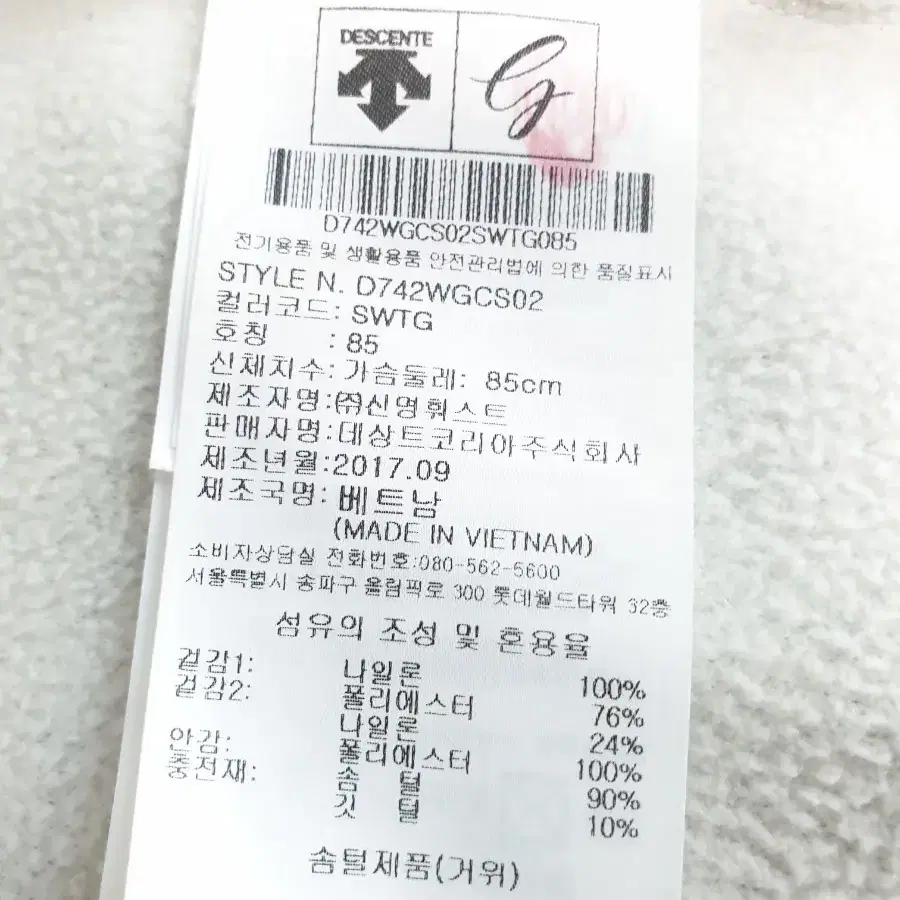 DESCENTE
G
D742WGCS02SWTG085
전기용품 및 생활용품 안전관리법에 의한 품질표시
STYLE N. D742WGCS02
컬러코드: SWTG
호칭 : 85
신체치수: 가슴둘레: 85cm
제조자명:㈜신영훠스트
판매자명:데상트코리아주식회사
제조년월:2017.09
제조국명: 베트남
(MADE IN VIETNAM)
소비자상담실 전화번호:080-562-5600
서울특별시 송파구 올림픽로 300 롯데월드타워 32층
섬유의 조성 및 혼용율
겉감1: 나일론 100%
겉감2: 폴리에스터 76%
나일론 24%
안감: 폴리에스터 100%
충전재: 솜 털 90%
깃 털 10%
솜털제품(거위)